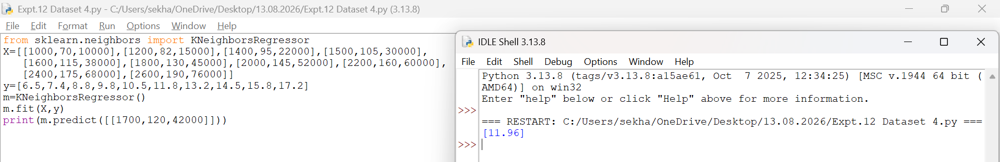 Expt.12 Dataset 4.py - C:/Users/sekha/OneDrive/Desktop/13.08.2026/Expt.12 Dataset 4.py (3.13.8)
File Edit Format Run Options Window Help
from sklearn.neighbors import KNeighborsRegressor
X=[[1000,70,10000],[1200,82,15000],[1400,95,22000],[1500,105,30000],
[1600,115,38000],[1800,130,45000],[2000,145,52000],[2200,160,60000],
[2400,175,68000],[2600,190,76000]]
y=[6.5,7.4,8.8,9.8,10.5,11.8,13.2,14.5,15.8,17.2]
m=KNeighborsRegressor()
m.fit(X,y)
print(m.predict([[1700,120,42000]]))
IDLE Shell 3.13.8
File Edit Shell Debug Options Window Help
Python 3.13.8 (tags/v3.13.8:a15ae61, Oct  7 2025, 12:34:25) [MSC v.1944 64 bit (
AMD64)] on win32
Enter "help" below or click "Help" above for more information.
>>>
=== RESTART: C:/Users/sekha/OneDrive/Desktop/13.08.2026/Expt.12 Dataset 4.py ===
[11.96]
>>>